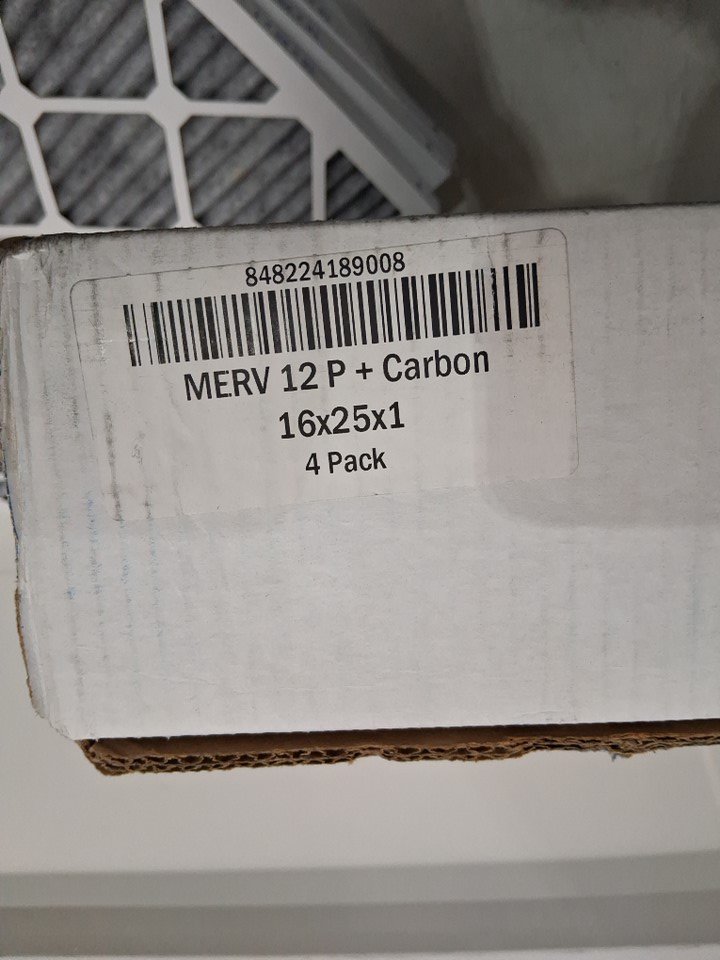 848224189008
MERV 12 P + Carbon
16x25x1
4 Pack